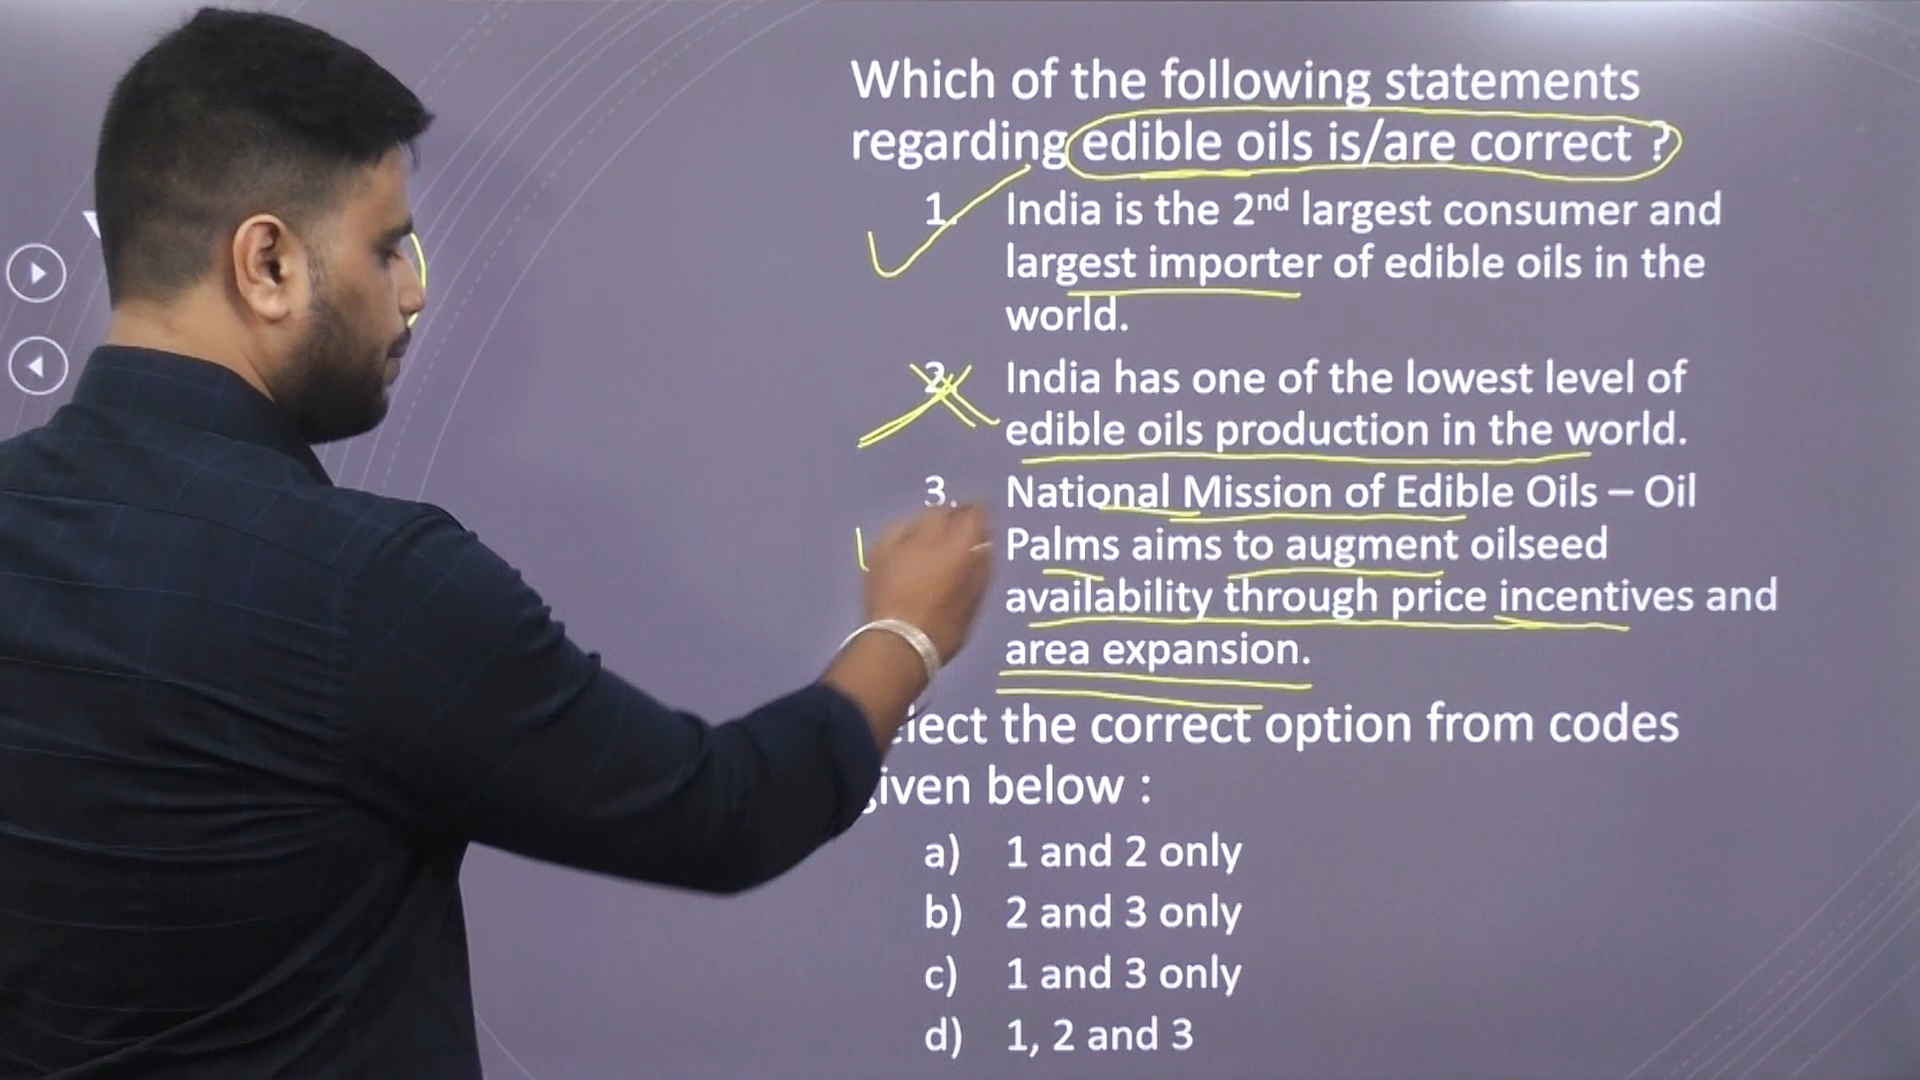 Which of the following statements
regarding edible oils is/are correct ?
1. India is the 2nd largest consumer and
largest importer of edible oils in the
world.
2. India has one of the lowest level of
edible oils production in the world.
3. National Mission of Edible Oils – Oil
Palms aims to augment oilseed
availability through price incentives and
area expansion.
elect the correct option from codes
given below :
a) 1 and 2 only
b) 2 and 3 only
c) 1 and 3 only
d) 1, 2 and 3